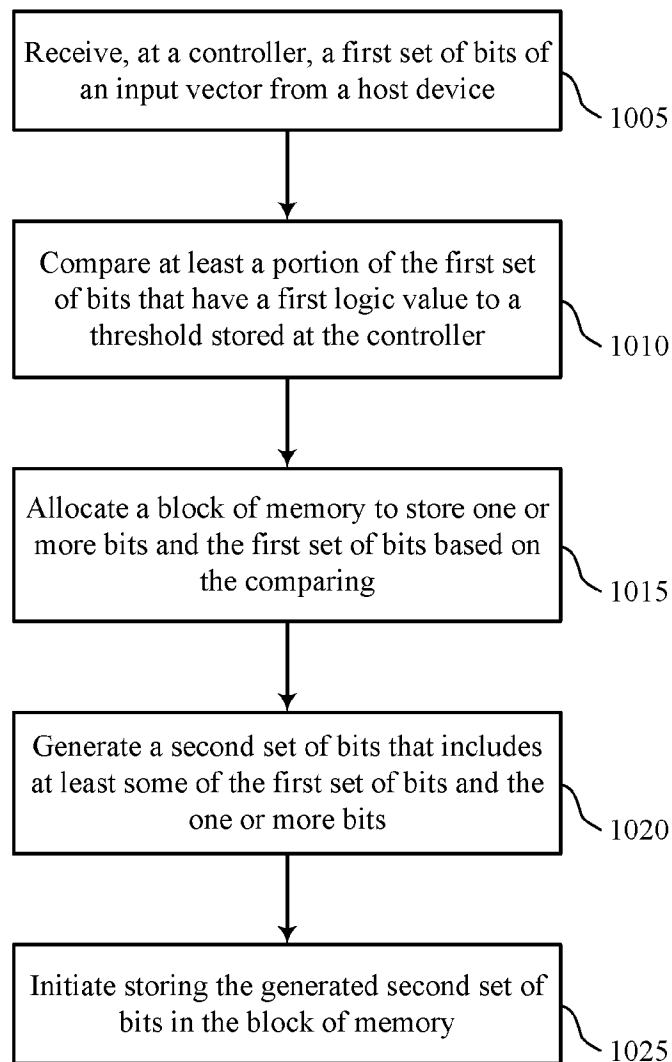 Receive, at a controller, a first set of bits of
an input vector from a host device
1005
Compare at least a portion of the first set
of bits that have a first logic value to a
threshold stored at the controller
1010
Allocate a block of memory to store one or
more bits and the first set of bits based on
the comparing
1015
Generate a second set of bits that includes
at least some of the first set of bits and the
one or more bits
1020
Initiate storing the generated second set of
bits in the block of memory
1025